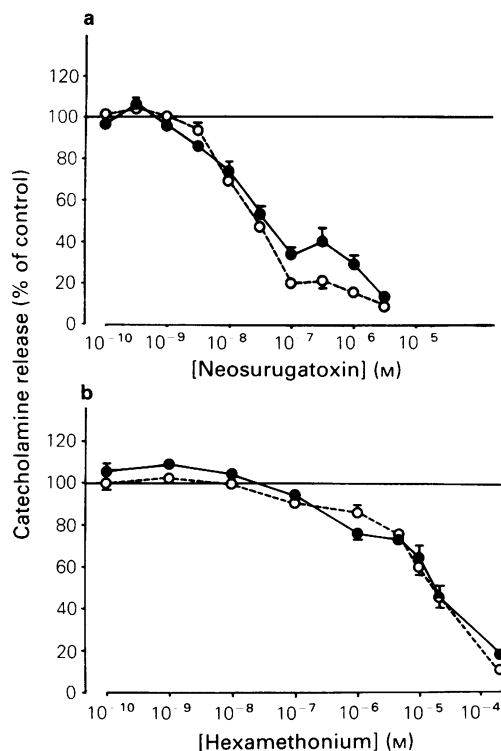 a
120
100
80
60
40
20
0
10⁻¹⁰ 10⁻⁹ 10⁻⁸ 10⁻⁷ 10⁻⁶ 10⁻⁵
[Neosurugatoxin] (M)
Catecholamine release (% of control)
b
120
100
80
60
40
20
0
10⁻¹⁰ 10⁻⁹ 10⁻⁸ 10⁻⁷ 10⁻⁶ 10⁻⁵ 10⁻⁴
[Hexamethonium] (M)